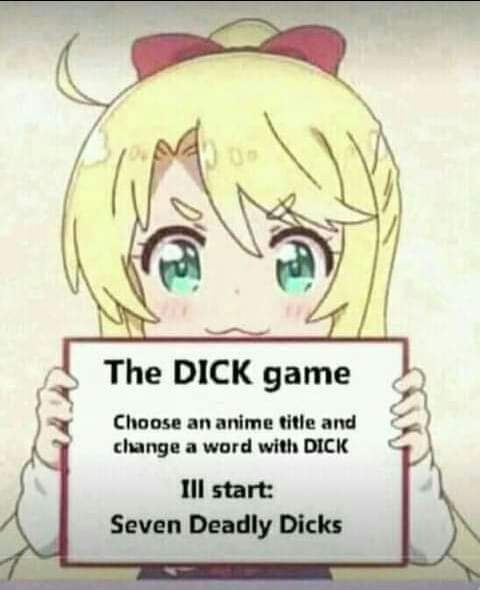 The DICK game
Choose an anime title and
change a word with DICK
Ill start:
Seven Deadly Dicks